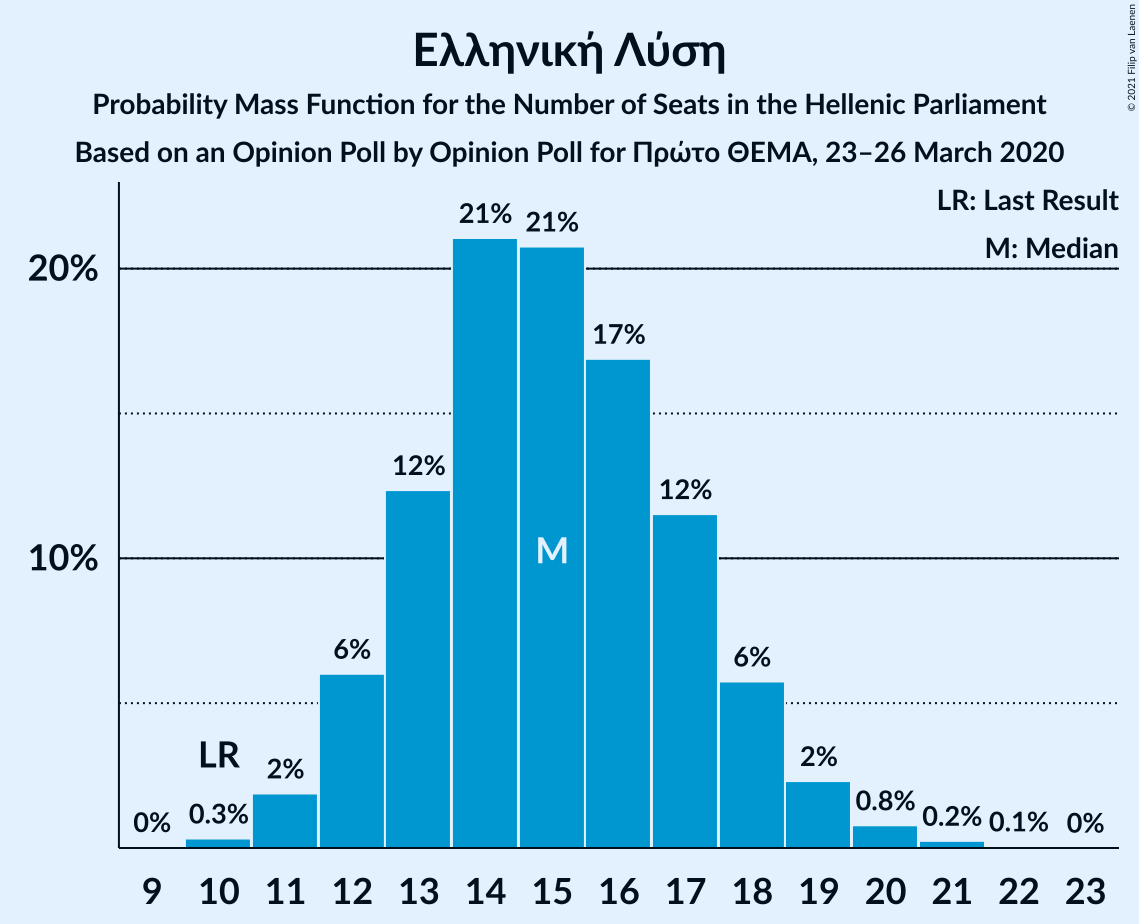 Ελληνική Λύση
Probability Mass Function for the Number of Seats in the Hellenic Parliament
Based on an Opinion Poll by Opinion Poll for Πρώτο ΘΕΜΑ, 23–26 March 2020
© 2021 Filip van Laenen
LR: Last Result
M: Median
20%
10%
0% 0.3% 2% 6% 12% 21% 21% 17% 12% 6% 2% 0.8% 0.2% 0.1% 0%
LR
M
9 10 11 12 13 14 15 16 17 18 19 20 21 22 23